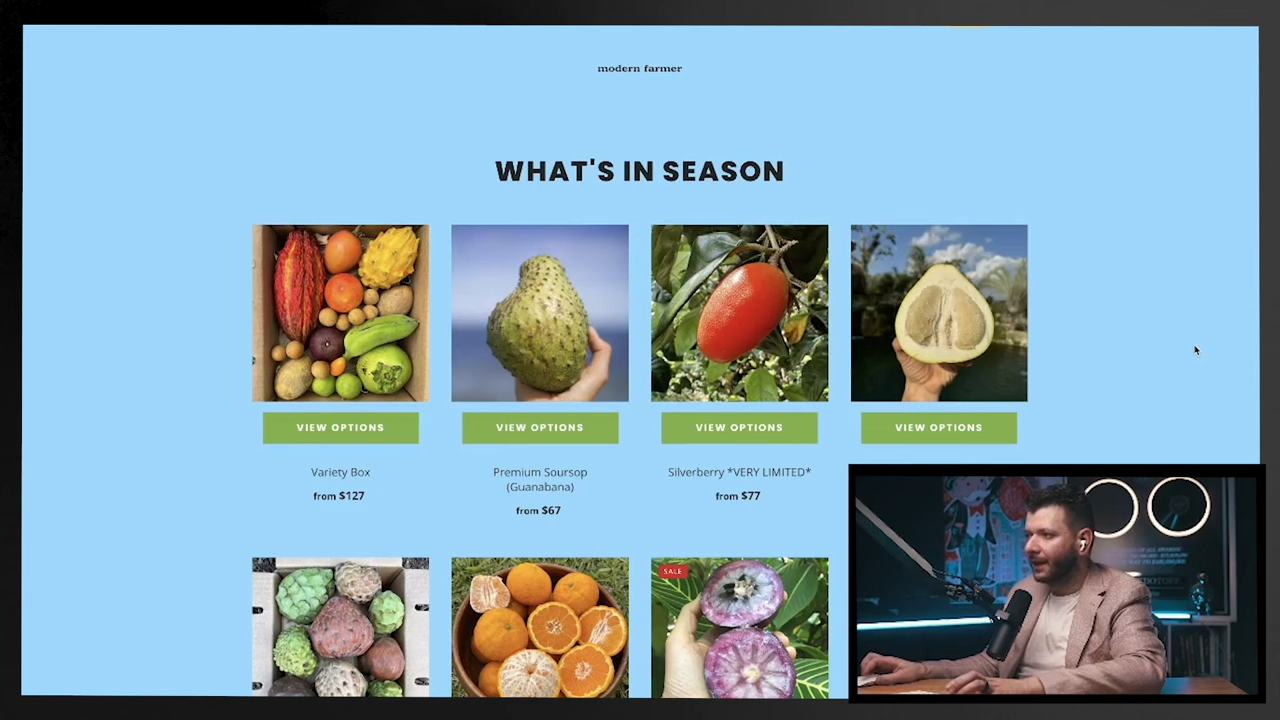 modern farmer
WHAT'S IN SEASON
VIEW OPTIONS
VIEW OPTIONS
VIEW OPTIONS
VIEW OPTIONS
Variety Box
from $127
Premium Soursop
(Guanabana)
from $67
Silverberry *VERY LIMITED*
from $77
SALE